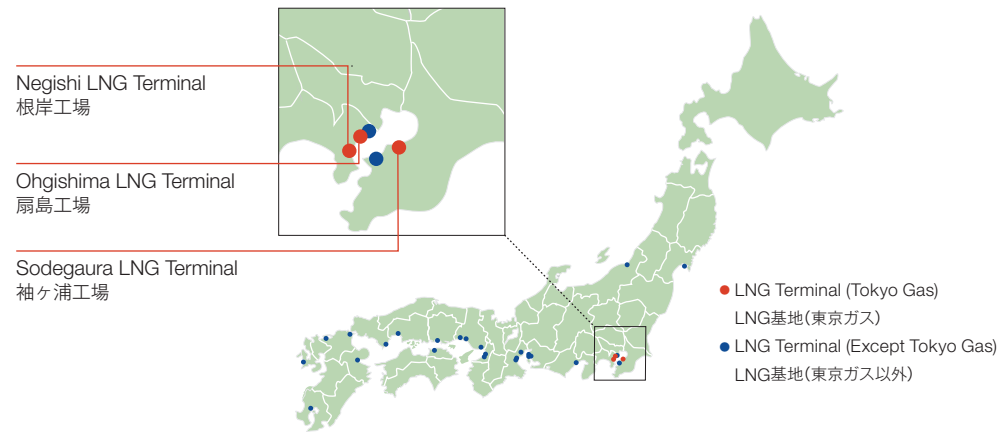 Negishi LNG Terminal
根岸工場
Ohgishima LNG Terminal
扇島工場
Sodegaura LNG Terminal
袖ヶ浦工場
LNG Terminal (Tokyo Gas)
LNG基地(東京ガス)
LNG Terminal (Except Tokyo Gas)
LNG基地(東京ガス以外)